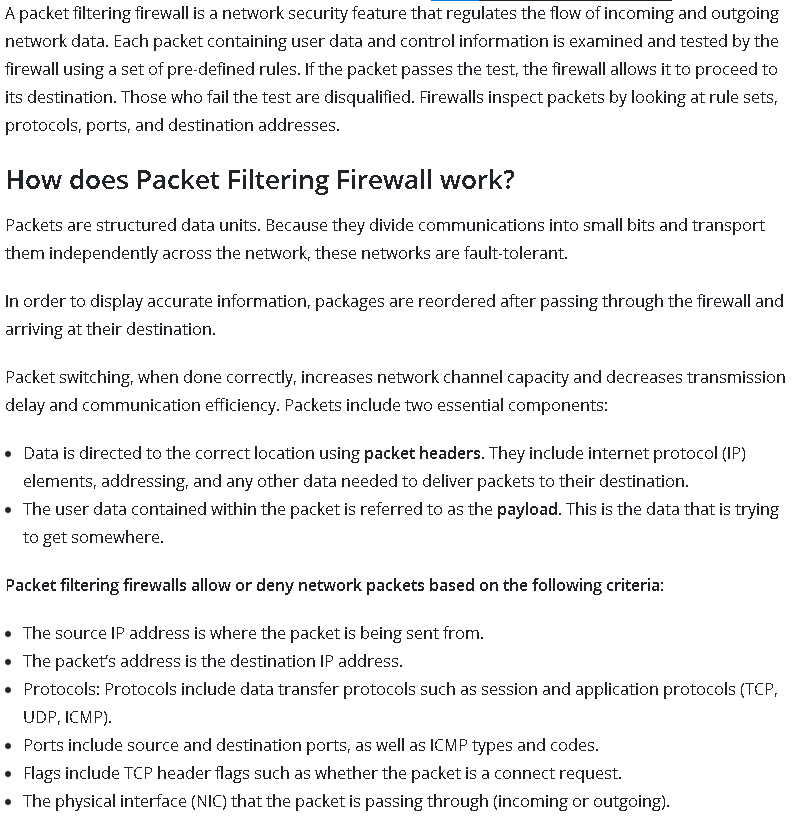 A packet filtering firewall is a network security feature that regulates the flow of incoming and outgoing
network data. Each packet containing user data and control information is examined and tested by the
firewall using a set of pre-defined rules. If the packet passes the test, the firewall allows it to proceed to
its destination. Those who fail the test are disqualified. Firewalls inspect packets by looking at rule sets,
protocols, ports, and destination addresses.
How does Packet Filtering Firewall work?
Packets are structured data units. Because they divide communications into small bits and transport
them independently across the network, these networks are fault-tolerant.
In order to display accurate information, packages are reordered after passing through the firewall and
arriving at their destination.
Packet switching, when done correctly, increases network channel capacity and decreases transmission
delay and communication efficiency. Packets include two essential components:
• Data is directed to the correct location using packet headers. They include internet protocol (IP)
elements, addressing, and any other data needed to deliver packets to their destination.
• The user data contained within the packet is referred to as the payload. This is the data that is trying
to get somewhere.
Packet filtering firewalls allow or deny network packets based on the following criteria:
• The source IP address is where the packet is being sent from.
• The packet's address is the destination IP address.
• Protocols: Protocols include data transfer protocols such as session and application protocols (TCP,
UDP, ICMP).
• Ports include source and destination ports, as well as ICMP types and codes.
• Flags include TCP header flags such as whether the packet is a connect request.
• The physical interface (NIC) that the packet is passing through (incoming or outgoing).